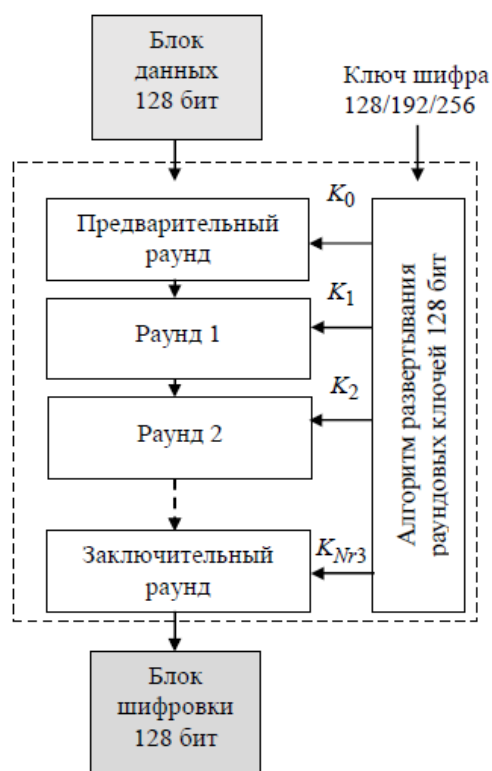 Блок
данных
128 бит
Ключ шифра
128/192/256
K0
Предварительный
раунд
K1
Раунд 1
K2
Раунд 2
KNr3
Заключительный
раунд
Алгоритм развертывания
раундовых ключей 128 бит
Блок
шифровки
128 бит